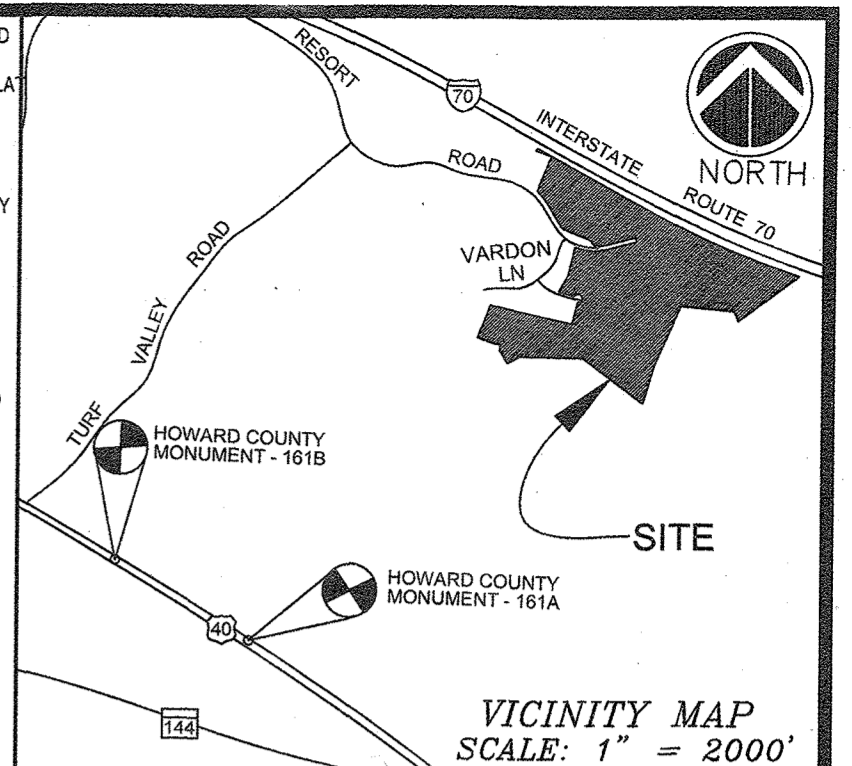 D
LAT
Y
RESORT
ROAD
70
INTERSTATE
ROUTE 70
NORTH
VARDON
LN
TURF
VALLEY
ROAD
HOWARD COUNTY
MONUMENT - 161B
SITE
HOWARD COUNTY
MONUMENT - 161A
40
144
VICINITY MAP
SCALE: 1" = 2000'